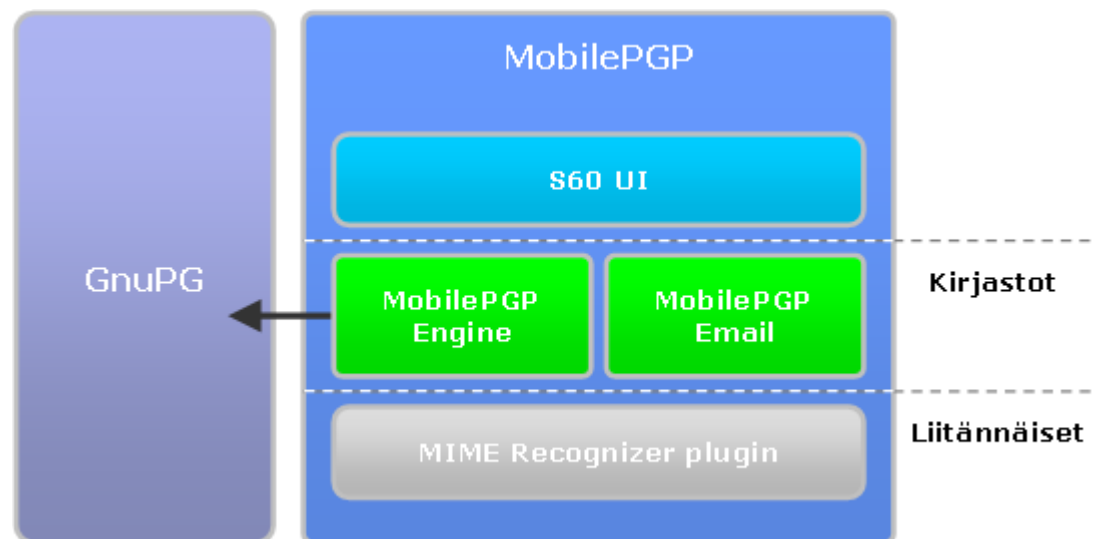 MobilePGP
S60 UI
GnuPG
MobilePGP
Engine
MobilePGP
Email
Kirjastot
MIME Recognizer plugin
Liitännäiset